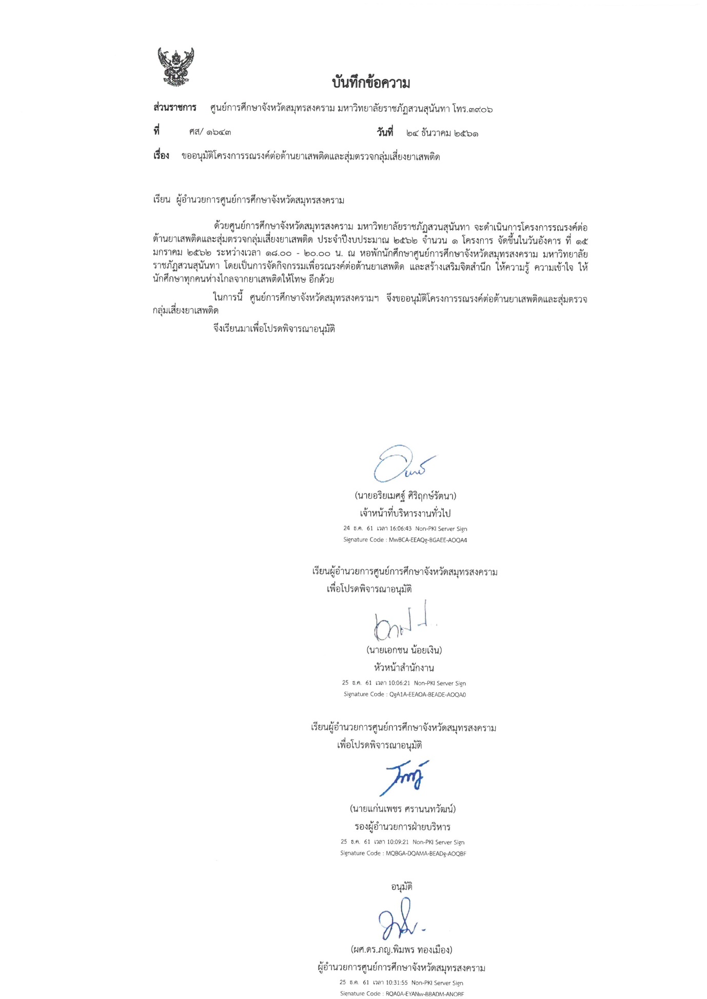 บันทึกข้อความ
ส่วนราชการ ศูนย์การศึกษาจังหวัดสมุทรสงคราม มหาวิทยาลัยราชภัฏสวนสุนันทา โทร.๓๙๐๖
ที่ ศส/ ๑๖๔๓ วันที่ ๒๔ ธันวาคม ๒๕๖๑
เรื่อง ขออนุมัติโครงการรณรงค์ต่อต้านยาเสพติดและสุ่มตรวจกลุ่มเสี่ยงยาเสพติด
เรียน ผู้อำนวยการศูนย์การศึกษาจังหวัดสมุทรสงคราม
ด้วยศูนย์การศึกษาจังหวัดสมุทรสงคราม มหาวิทยาลัยราชภัฏสวนสุนันทา จะดำเนินการโครงการรณรงค์ต่อ
ต้านยาเสพติดและสุ่มตรวจกลุ่มเสี่ยงยาเสพติด ประจำปีงบประมาณ ๒๕๖๒ จำนวน ๑ โครงการ จัดขึ้นในวันอังคาร ที่ ๑๕
มกราคม ๒๕๖๒ ระหว่างเวลา ๑๘.๐๐ - ๒๐.๐๐ น. ณ หอพักนักศึกษาศูนย์การศึกษาจังหวัดสมุทรสงคราม มหาวิทยาลัย
ราชภัฏสวนสุนันทา โดยเป็นการจัดกิจกรรมเพื่อรณรงค์ต่อต้านยาเสพติด และสร้างเสริมจิตสำนึก ให้ความรู้ ความเข้าใจ ให้
นักศึกษาทุกคนห่างไกลจากยาเสพติดให้โทษ อีกด้วย
ในการนี้ ศูนย์การศึกษาจังหวัดสมุทรสงครามฯ จึงขออนุมัติโครงการรณรงค์ต่อต้านยาเสพติดและสุ่มตรวจ
กลุ่มเสี่ยงยาเสพติด
จึงเรียนมาเพื่อโปรดพิจารณาอนุมัติ
(นายอริยเมศฐ์ ศิริฤกษ์รัตนา)
เจ้าหน้าที่บริหารงานทั่วไป
24 ธ.ค. 61 เวลา 16:06:43 Non-PKI Server Sign
Signature Code : MwBCA-EEAQg-BGAEE-AOQA4
เรียนผู้อำนวยการศูนย์การศึกษาจังหวัดสมุทรสงคราม
เพื่อโปรดพิจารณาอนุมัติ
(นายเอกชน น้อยเงิน)
หัวหน้าสำนักงาน
25 ธ.ค. 61 เวลา 10:06:21 Non-PKI Server Sign
Signature Code : QgA1A-EEAOA-BEADE-AOQA0
เรียนผู้อำนวยการศูนย์การศึกษาจังหวัดสมุทรสงคราม
เพื่อโปรดพิจารณาอนุมัติ
(นายแก่นเพชร ศรานนทวัฒน์)
รองผู้อำนวยการฝ่ายบริหาร
25 ธ.ค. 61 เวลา 10:09:21 Non-PKI Server Sign
Signature Code : MQBGA-DQAMA-BEADg-AOQBF
อนุมัติ
(ผศ.ดร.ภญ.พิมพร ทองเมือง)
ผู้อำนวยการศูนย์การศึกษาจังหวัดสมุทรสงคราม
25 ธ.ค. 61 เวลา 10:31:55 Non-PKI Server Sign
Signature Code : RQA0A-EYANw-BBADM-ANQBF